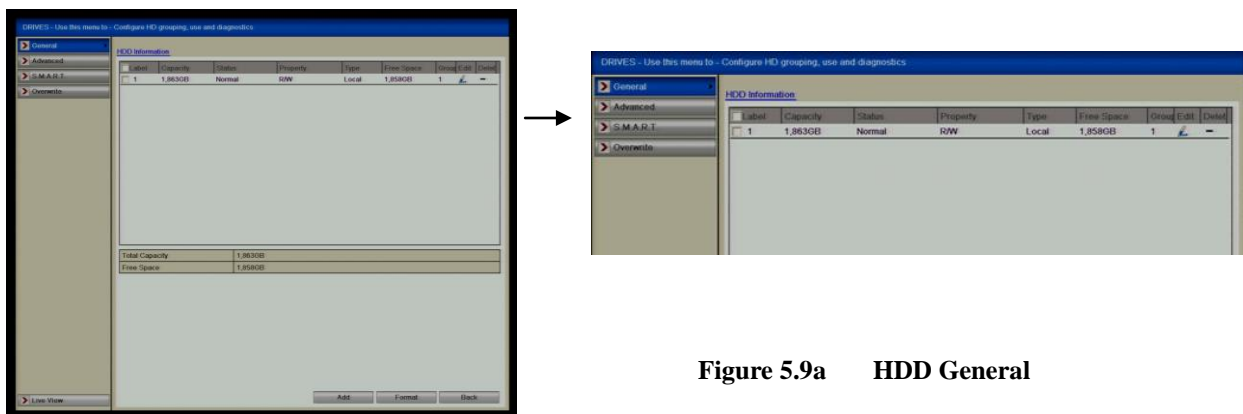 DRIVES - Use this menu to - Configure HD grouping, use and diagnostics
General
Advanced
S.M.A.R.T.
Overwrite
HDD Information
Label Capacity Status Property Type Free Space Group Edit Delet
1 1,863GB Normal R/W Local 1,858GB 1 –
Total Capacity 1,863GB
Free Space 1,858GB
Add Format Back
Live View
DRIVES - Use this menu to - Configure HD grouping, use and diagnostics
General
Advanced
S.M.A.R.T.
Overwrite
HDD Information
Label Capacity Status Property Type Free Space Group Edit Delet
1 1,863GB Normal R/W Local 1,858GB 1 –
Figure 5.9a HDD General